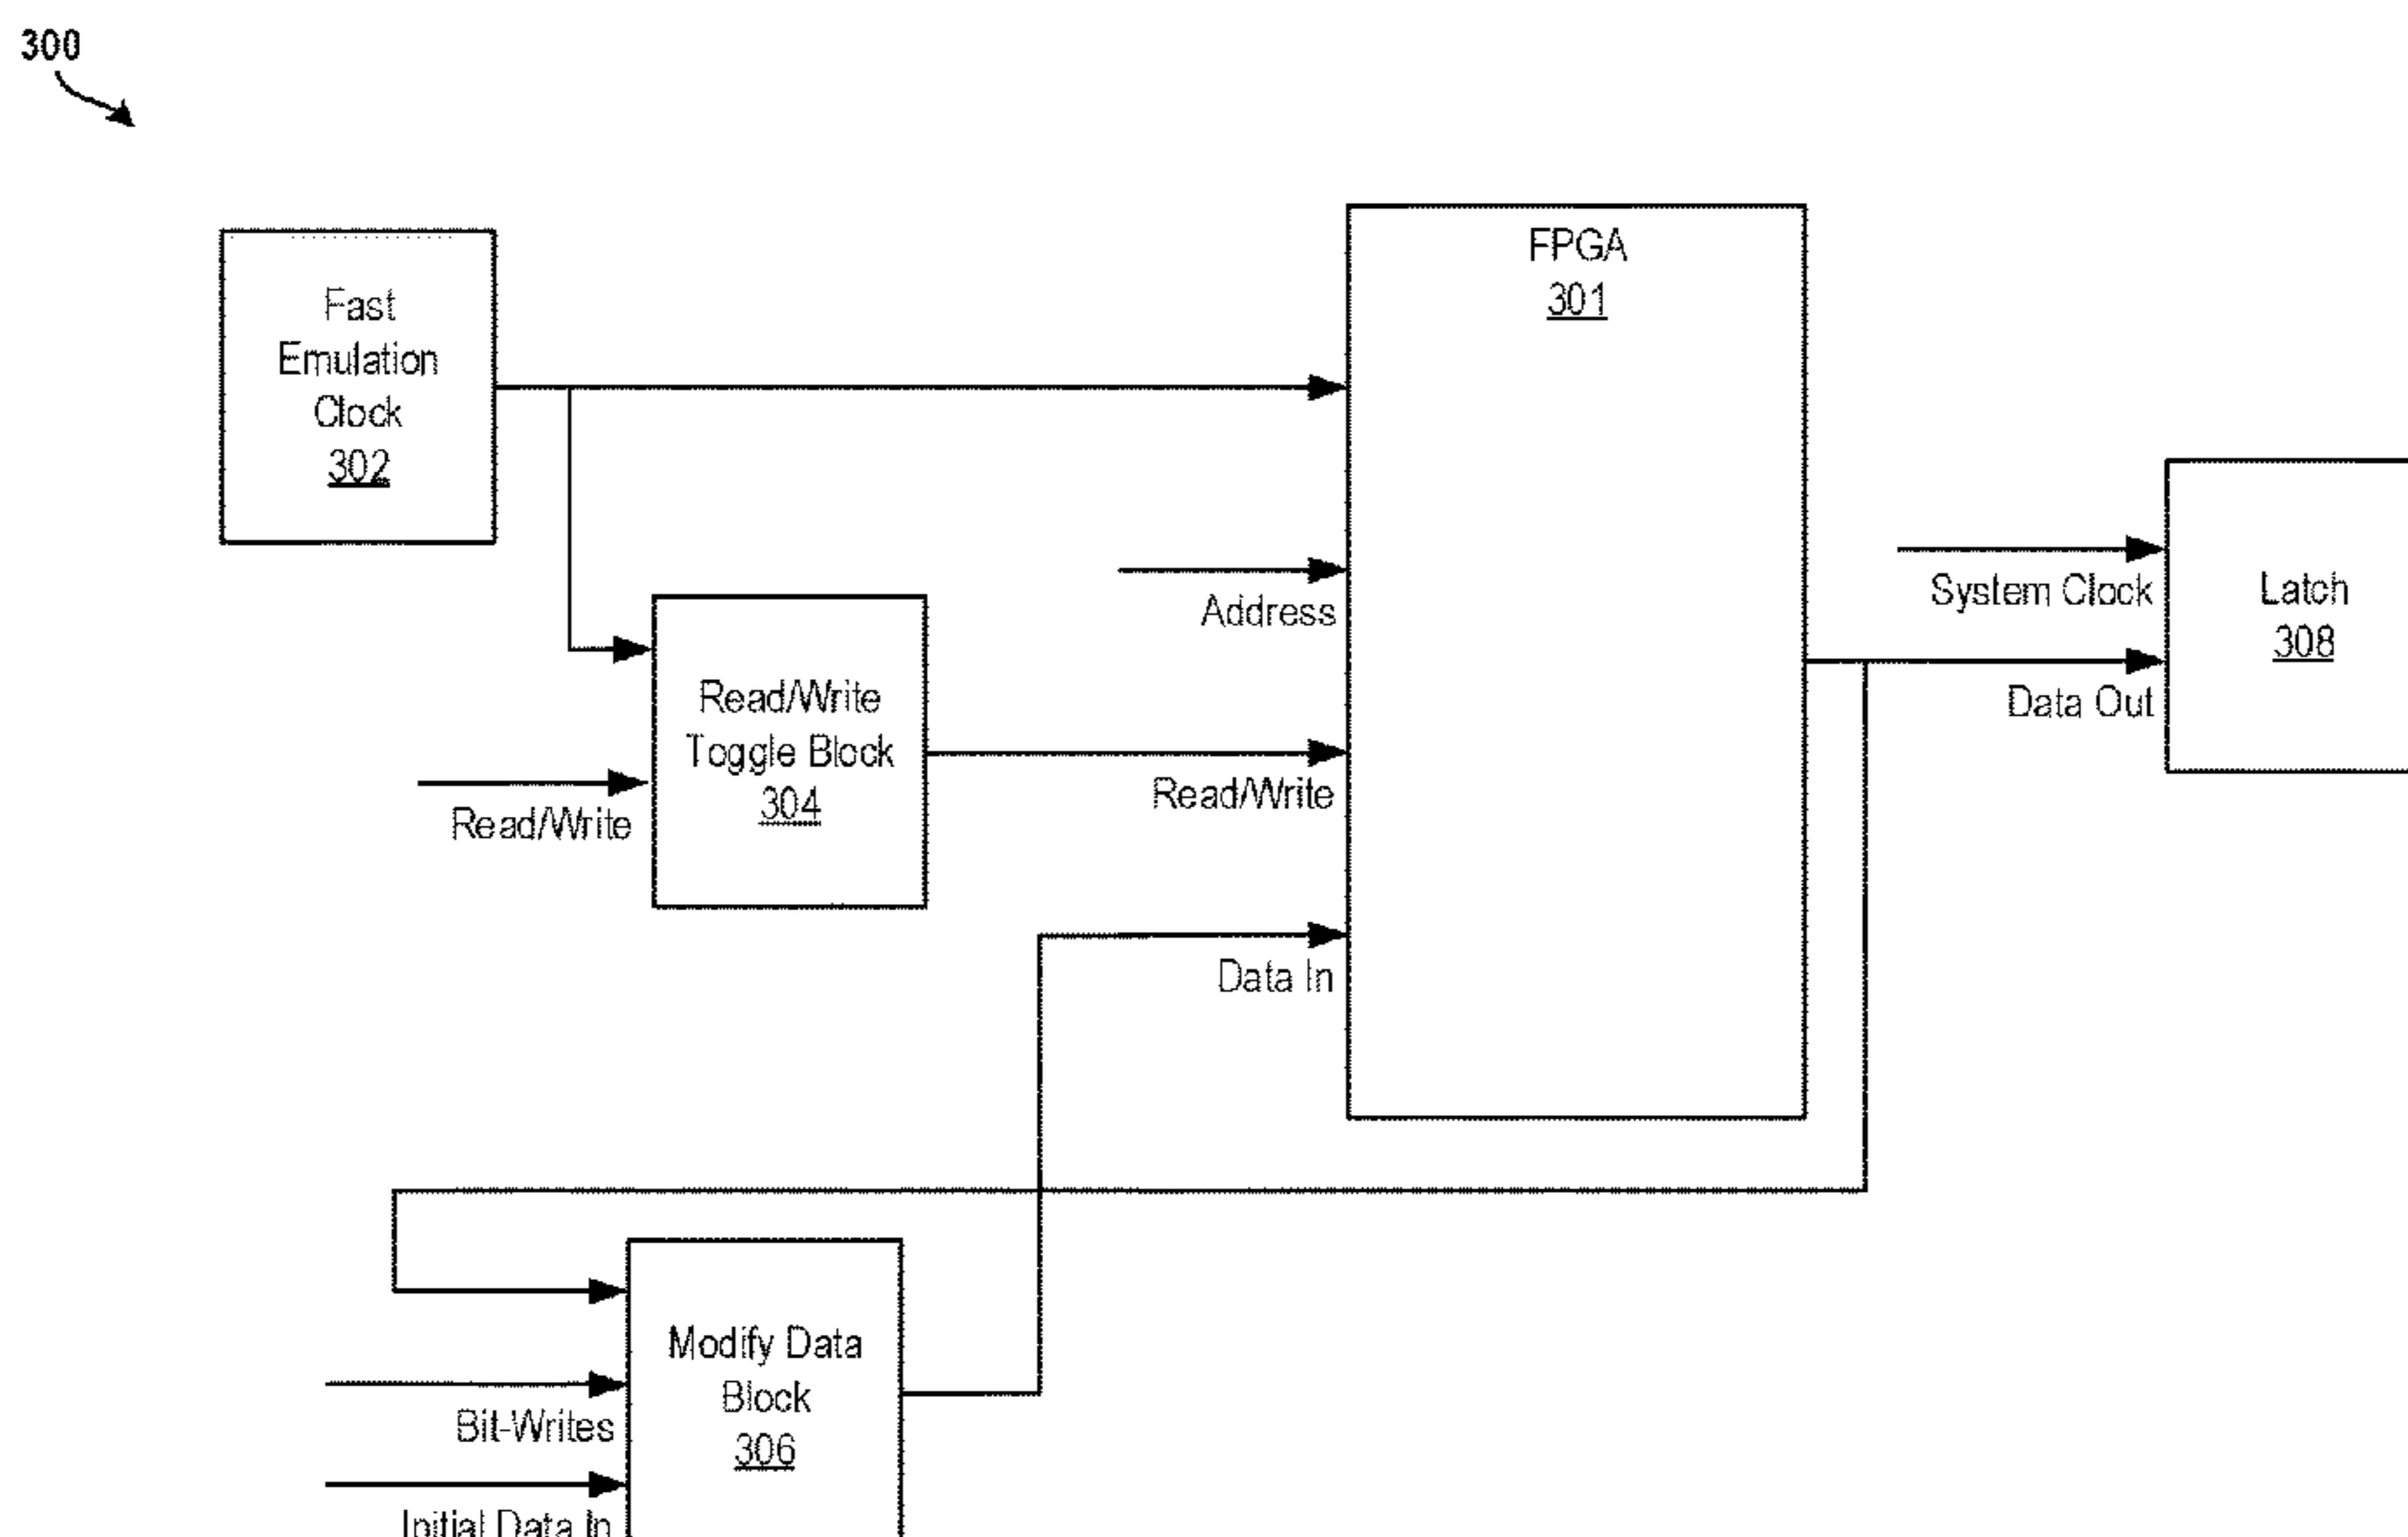 300
Fast
Emulation
Clock
302
FPGA
301
Address
System Clock
Latch
308
Data Out
Read/Write
Toggle Block
304
Read/Write
Read/Write
Data In
Modify Data
Block
306
Bit-Writes
Initial Data In